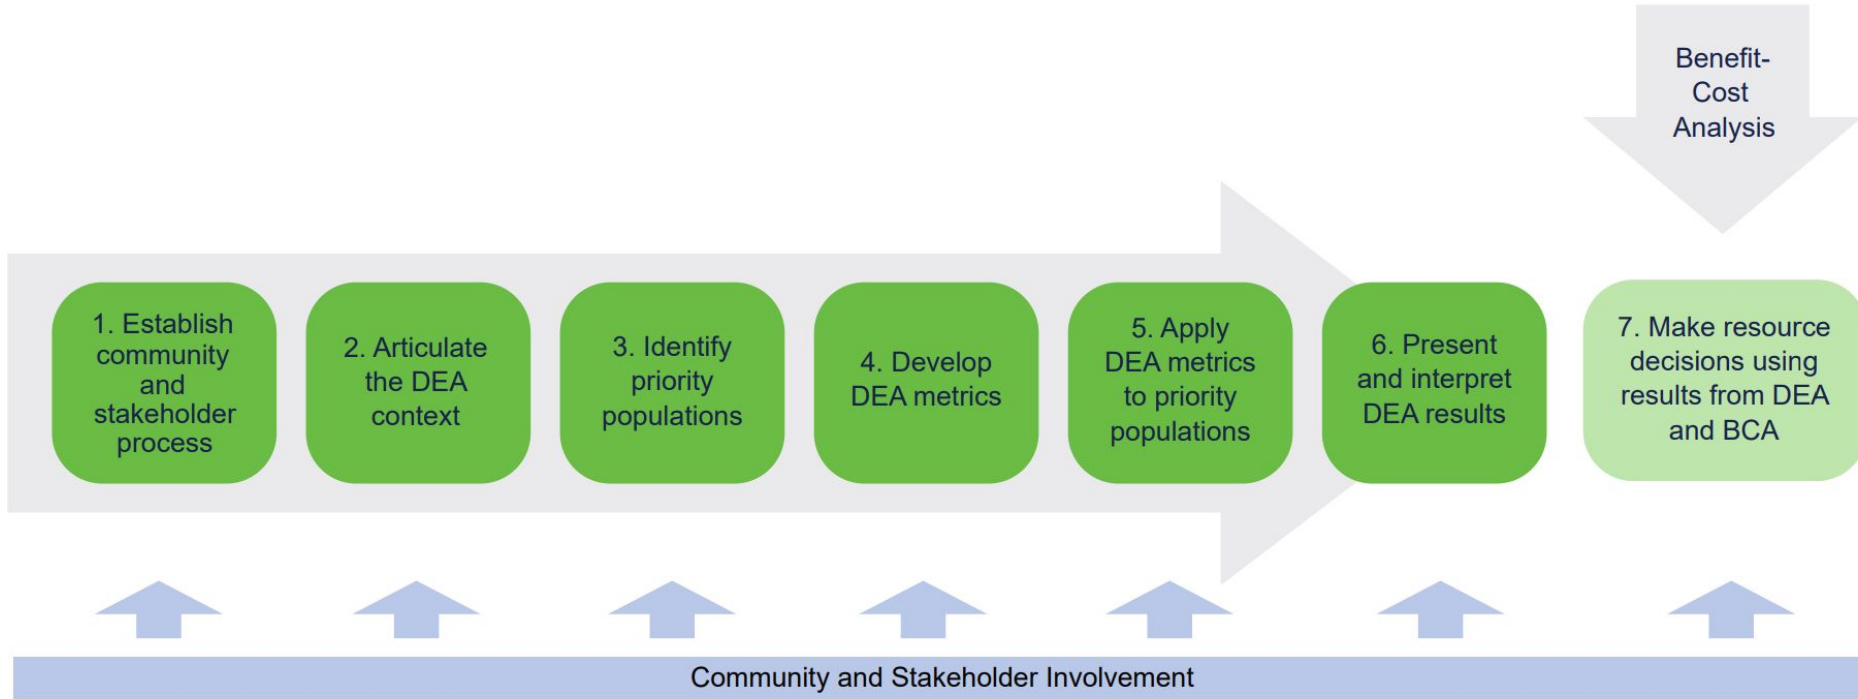 Benefit-
Cost
Analysis
1. Establish
community
and
stakeholder
process
2. Articulate
the DEA
context
3. Identify
priority
populations
4. Develop
DEA metrics
5. Apply
DEA metrics
to priority
populations
6. Present
and interpret
DEA results
7. Make resource
decisions using
results from DEA
and BCA
Community and Stakeholder Involvement